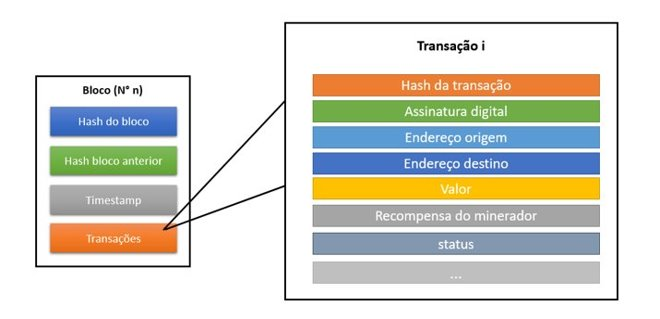 Bloco (N° n)
Hash do bloco
Hash bloco anterior
Timestamp
Transações
Transação i
Hash da transação
Assinatura digital
Endereço origem
Endereço destino
Valor
Recompensa do minerador
status
...